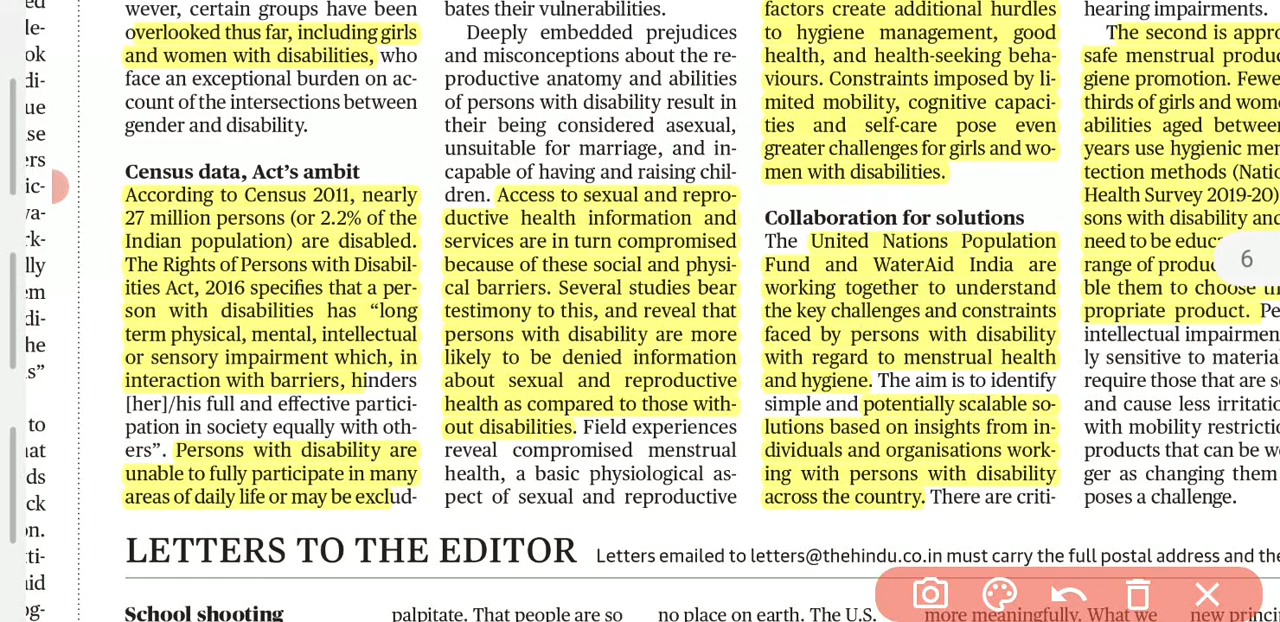 wever, certain groups have been
overlooked thus far, including girls
and women with disabilities, who
face an exceptional burden on ac-
count of the intersections between
gender and disability.
Census data, Act's ambit
According to Census 2011, nearly
27 million persons (or 2.2% of the
Indian population) are disabled.
The Rights of Persons with Disabil-
ities Act, 2016 specifies that a per-
son with disabilities has "long
term physical, mental, intellectual
or sensory impairment which, in
interaction with barriers, hinders
[her]/his full and effective partici-
pation in society equally with oth-
ers". Persons with disability are
unable to fully participate in many
areas of daily life or may be exclud-
bates their vulnerabilities.
Deeply embedded prejudices
and misconceptions about the re-
productive anatomy and abilities
of persons with disability result in
their being considered asexual,
unsuitable for marriage, and in-
capable of having and raising chil-
dren. Access to sexual and repro-
ductive health information and
services are in turn compromised
because of these social and physi-
cal barriers. Several studies bear
testimony to this, and reveal that
persons with disability are more
likely to be denied information
about sexual and reproductive
health as compared to those with-
out disabilities. Field experiences
reveal compromised menstrual
health, a basic physiological as-
pect of sexual and reproductive
factors create additional hurdles
to hygiene management, good
health, and health-seeking beha-
viours. Constraints imposed by li-
mited mobility, cognitive capaci-
ties and self-care pose even
greater challenges for girls and wo-
men with disabilities.
Collaboration for solutions
The United Nations Population
Fund and WaterAid India are
working together to understand
the key challenges and constraints
faced by persons with disability
with regard to menstrual health
and hygiene. The aim is to identify
simple and potentially scalable so-
lutions based on insights from in-
dividuals and organisations work-
ing with persons with disability
across the country. There are criti-
hearing impairments.
The second is appro
safe menstrual produc
giene promotion. Fewe
thirds of girls and wome
abilities aged between
years use hygienic men
tection methods (Natio
Health Survey 2019-20)
sons with disability and
need to be educa
range of produc
ble them to choose th
propriate product. Pe
intellectual impairmen
ly sensitive to material
require those that are so
and cause less irritatio
with mobility restrictio
products that can be wo
ger as changing them
poses a challenge.
6
LETTERS TO THE EDITOR Letters emailed to letters@thehindu.co.in must carry the full postal address and the
School shooting
palpitate. That people are so
no place on earth. The U.S.
more meaningfully. What we
new princi